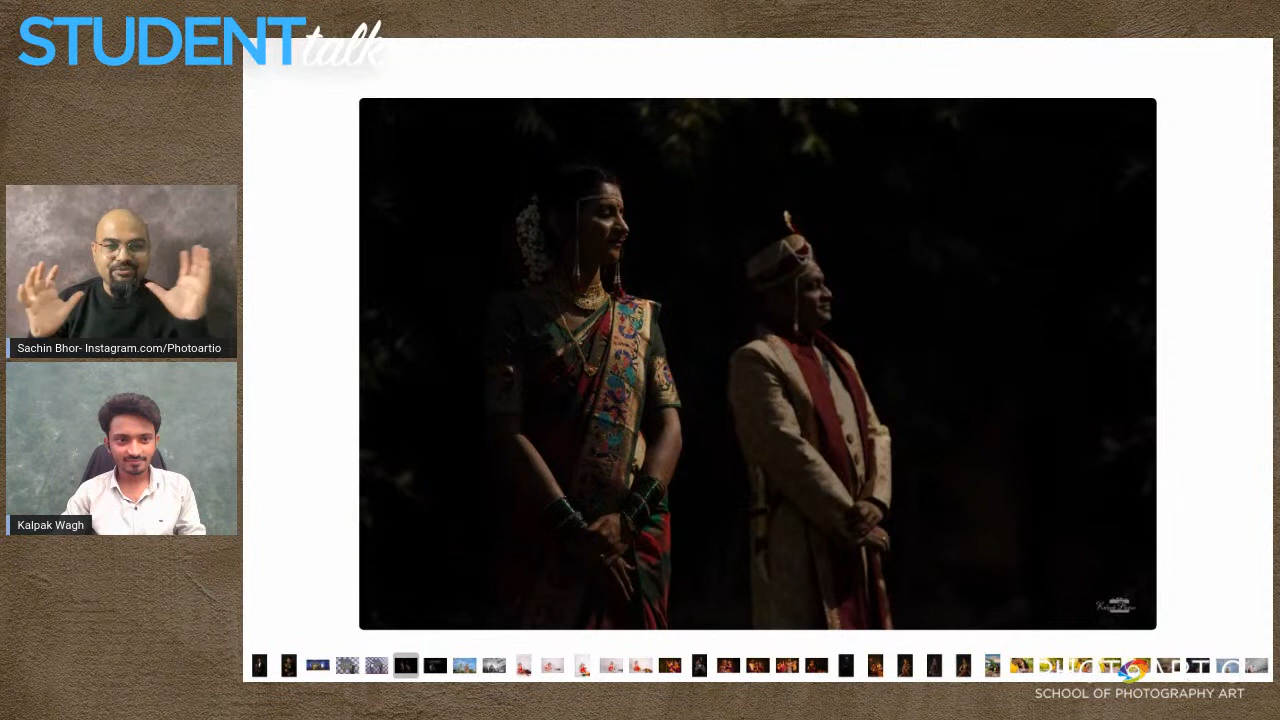 STUDENT talk
Sachin Bhor- Instagram.com/Photoartio
Kalpak Wagh
SCHOOL OF PHOTOGRAPHY ART